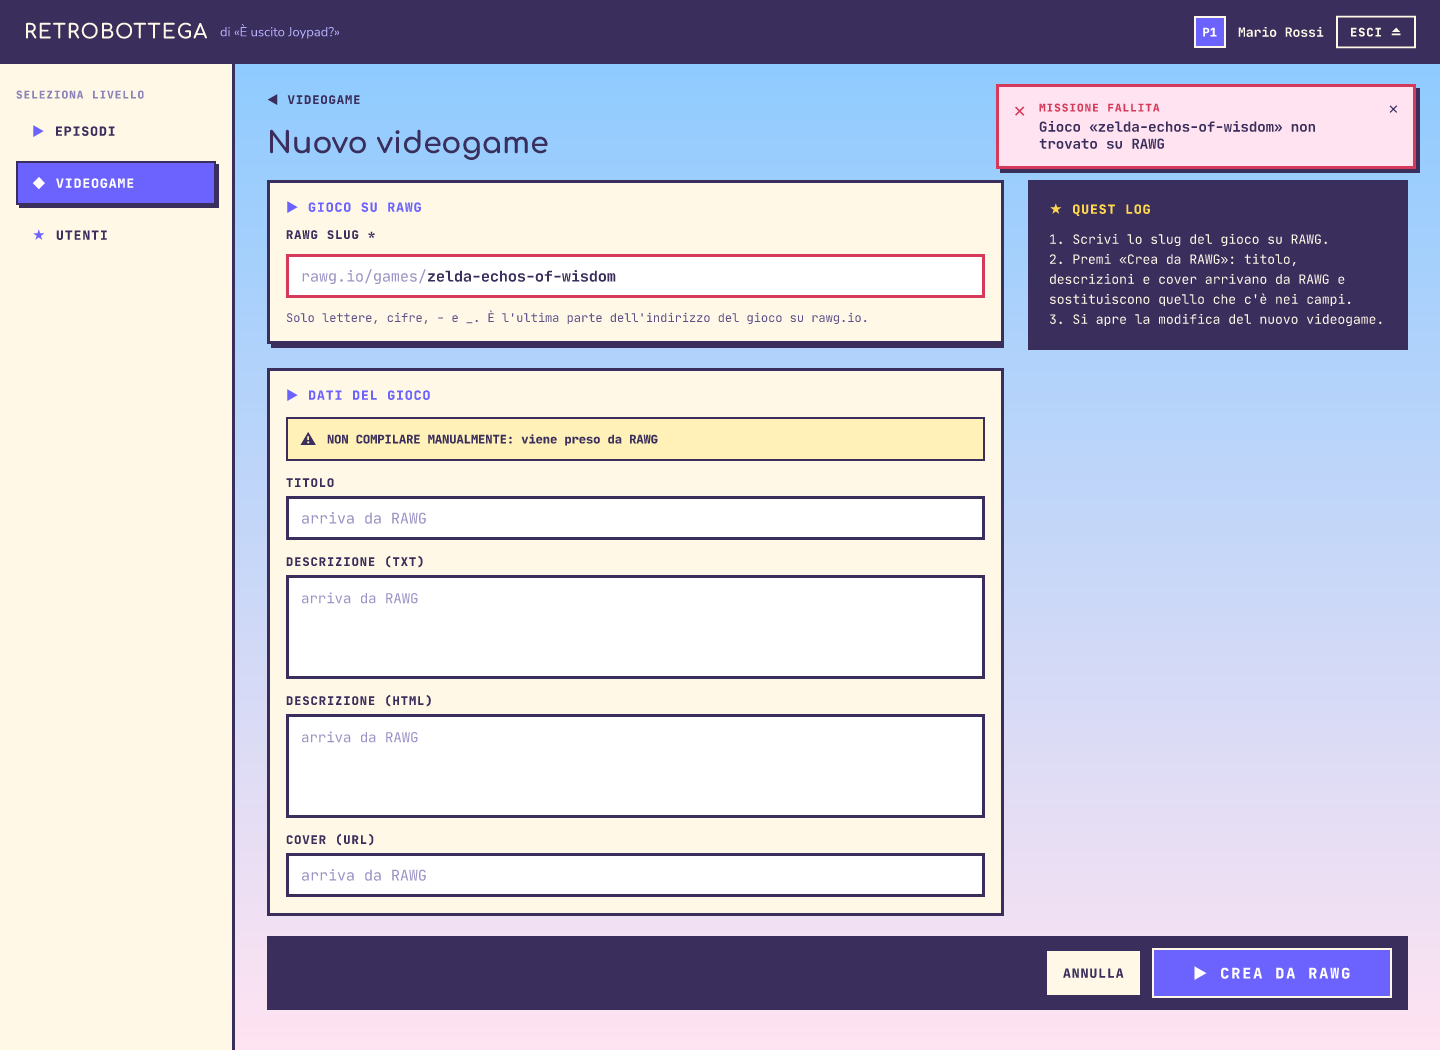 RETROBOTTEGA di «È uscito Joypad?»
P1 Mario Rossi ESCI ⏏
SELEZIONA LIVELLO
▶ EPISODI
◆ VIDEOGAME
★ UTENTI
◀ VIDEOGAME
Nuovo videogame
✕ MISSIONE FALLITA ✕
Gioco «zelda-echos-of-wisdom» non
trovato su RAWG
▶ GIOCO SU RAWG
RAWG SLUG *
rawg.io/games/zelda-echos-of-wisdom
Solo lettere, cifre, - e _. È l'ultima parte dell'indirizzo del gioco su rawg.io.
★ QUEST LOG
1. Scrivi lo slug del gioco su RAWG.
2. Premi «Crea da RAWG»: titolo,
descrizioni e cover arrivano da RAWG e
sostituiscono quello che c'è nei campi.
3. Si apre la modifica del nuovo videogame.
▶ DATI DEL GIOCO
⚠ NON COMPILARE MANUALMENTE: viene preso da RAWG
TITOLO
arriva da RAWG
DESCRIZIONE (TXT)
arriva da RAWG
DESCRIZIONE (HTML)
arriva da RAWG
COVER (URL)
arriva da RAWG
ANNULLA
▶ CREA DA RAWG